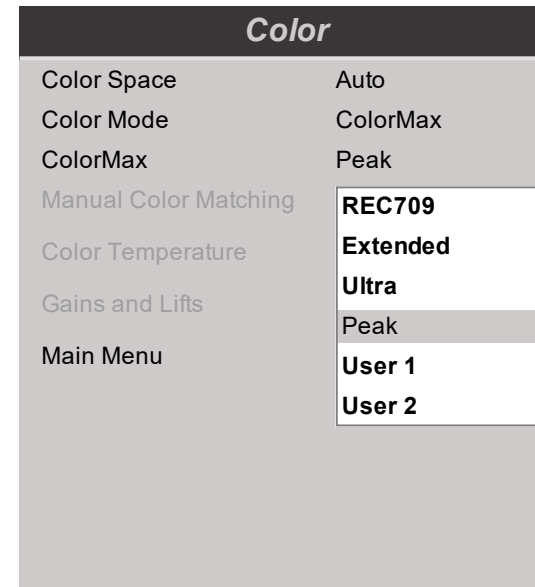 Color
Color Space Auto
Color Mode ColorMax
ColorMax Peak
Manual Color Matching
REC709
Color Temperature
Extended
Ultra
Gains and Lifts
Peak
Main Menu
User 1
User 2